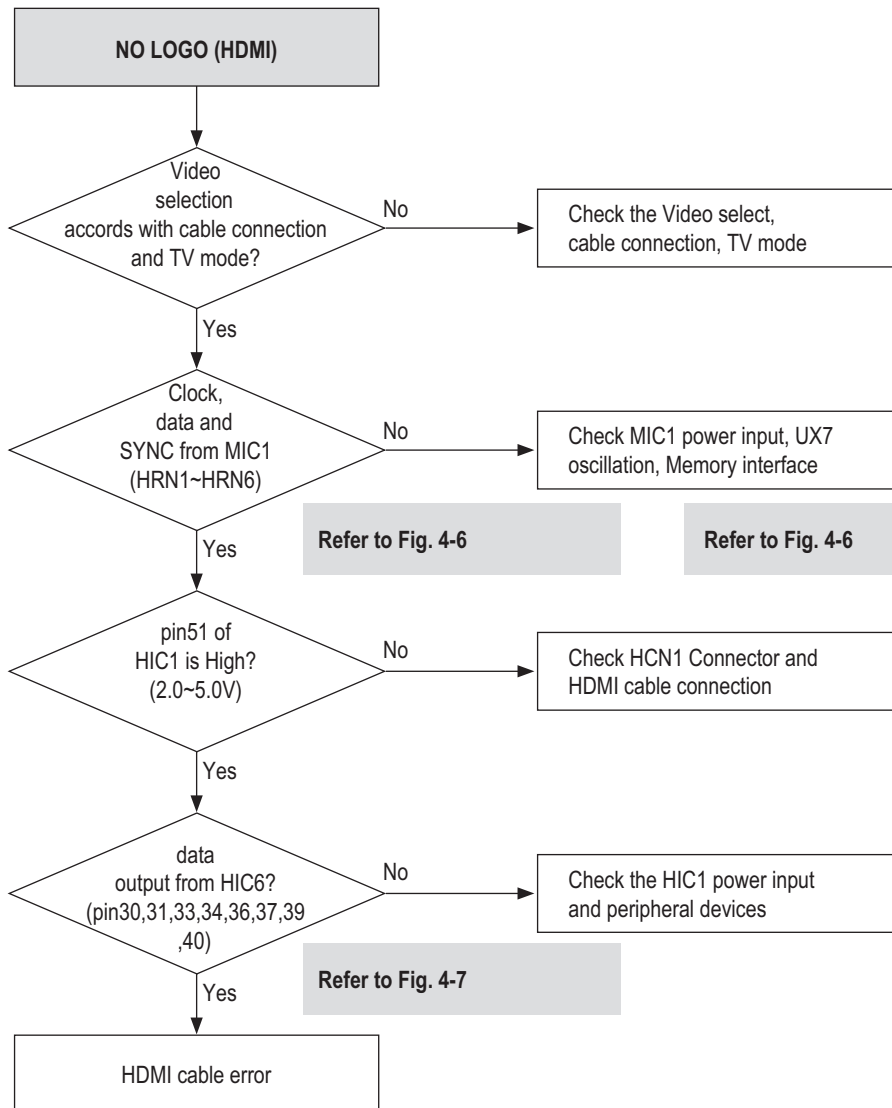 NO LOGO (HDMI)
Video
selection
accords with cable connection
and TV mode?
No
Check the Video select,
cable connection, TV mode
Yes
Clock,
data and
SYNC from MIC1
(HRN1~HRN6)
No
Check MIC1 power input, UX7
oscillation, Memory interface
Yes
Refer to Fig. 4-6
Refer to Fig. 4-6
pin51 of
HIC1 is High?
(2.0~5.0V)
No
Check HCN1 Connector and
HDMI cable connection
Yes
data
output from HIC6?
(pin30,31,33,34,36,37,39
,40)
No
Check the HIC1 power input
and peripheral devices
Refer to Fig. 4-7
Yes
HDMI cable error